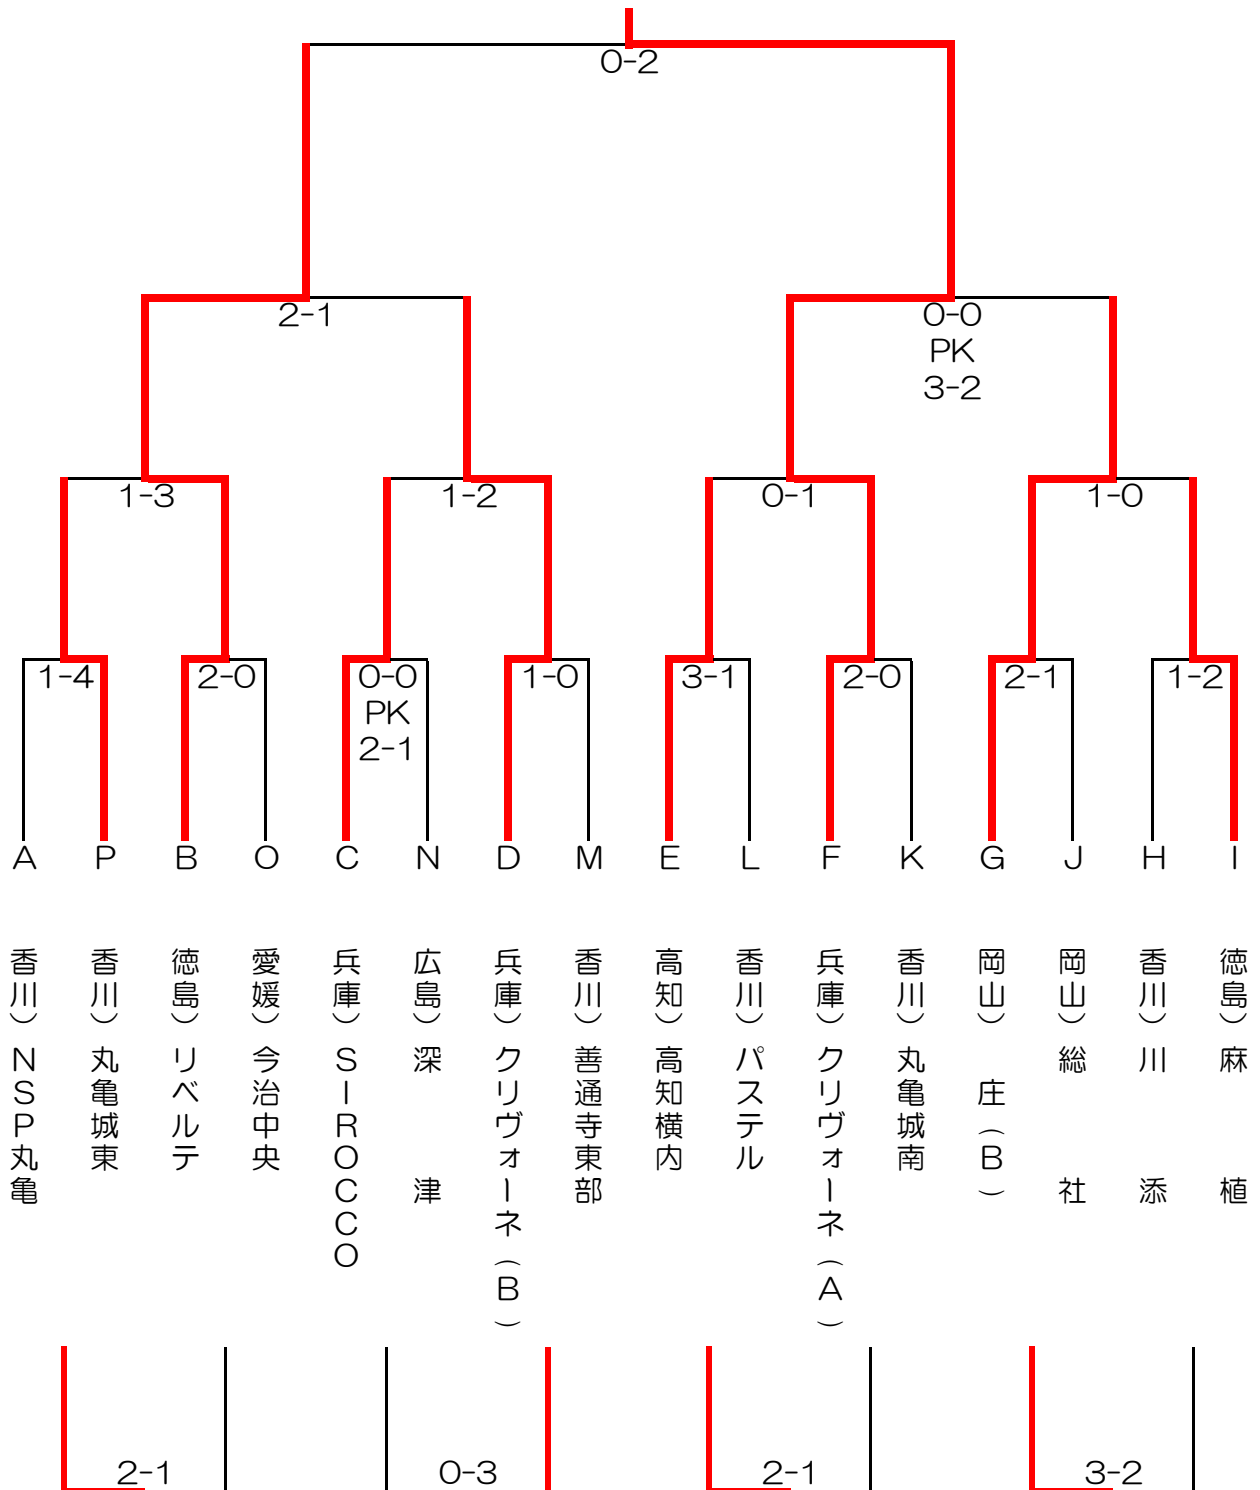 0-2
2-1
0-0
PK
3-2
1-3
1-2
0-1
1-0
1-4
2-0
0-0
PK
2-1
1-0
3-1
2-0
2-1
1-2
A
P
B
O
C
N
D
M
E
L
F
K
G
J
H
I
香川）NSP丸亀
香川）丸亀城東
徳島）リベルテ
愛媛）今治中央
兵庫）SIROCCO
広島）深　津
兵庫）クリヴォーネ（B）
香川）善通寺東部
高知）高知横内
香川）パステル
兵庫）クリヴォーネ（A）
香川）丸亀城南
岡山）　庄（B）
岡山）総　社
香川）川　添
徳島）麻　植
2-1
0-3
2-1
3-2